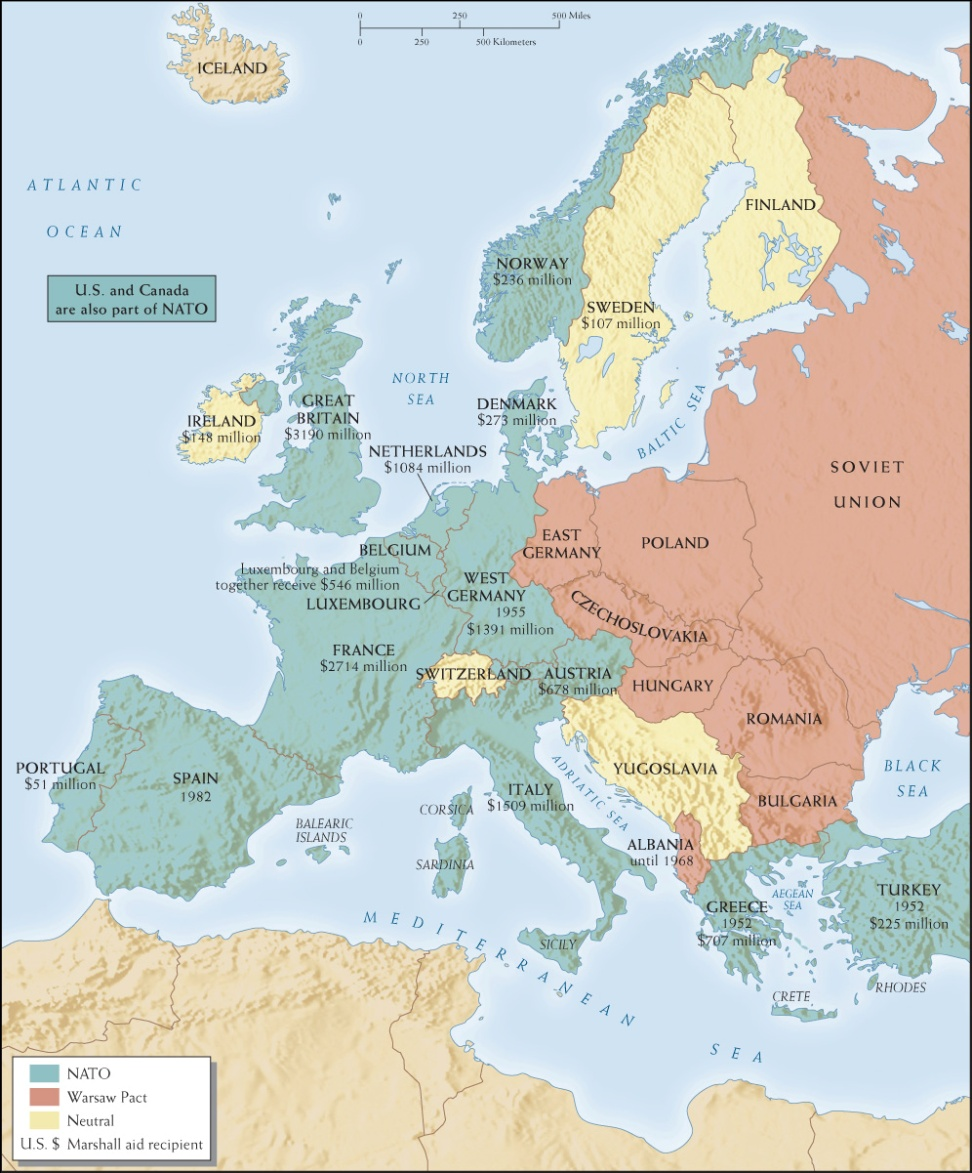 0 250 500 Miles
0 250 500 Kilometers
ICELAND
ATLANTIC
OCEAN
FINLAND
NORWAY
$236 million
U.S. and Canada
are also part of NATO
SWEDEN
$107 million
NORTH
SEA
GREAT
BRITAIN
$3190 million
IRELAND
$148 million
DENMARK
$273 million
BALTIC SEA
NETHERLANDS
$1084 million
SOVIET
UNION
EAST
GERMANY
POLAND
BELGIUM
Luxembourg and Belgium
together receive $546 million
LUXEMBOURG
WEST
GERMANY
1955
$1391 million
CZECHOSLOVAKIA
FRANCE
$2714 million
SWITZERLAND
AUSTRIA
$678 million
HUNGARY
ROMANIA
PORTUGAL
$51 million
SPAIN
1982
YUGOSLAVIA
BLACK
SEA
ITALY
$1509 million
ADRIATIC SEA
BULGARIA
CORSICA
BALEARIC
ISLANDS
ALBANIA
until 1968
SARDINIA
AEGEAN
SEA
TURKEY
1952
$225 million
GREECE
1952
$707 million
MEDITERRANEAN
SEA
SICILY
CRETE
RHODES
NATO
Warsaw Pact
Neutral
U.S. $ Marshall aid recipient